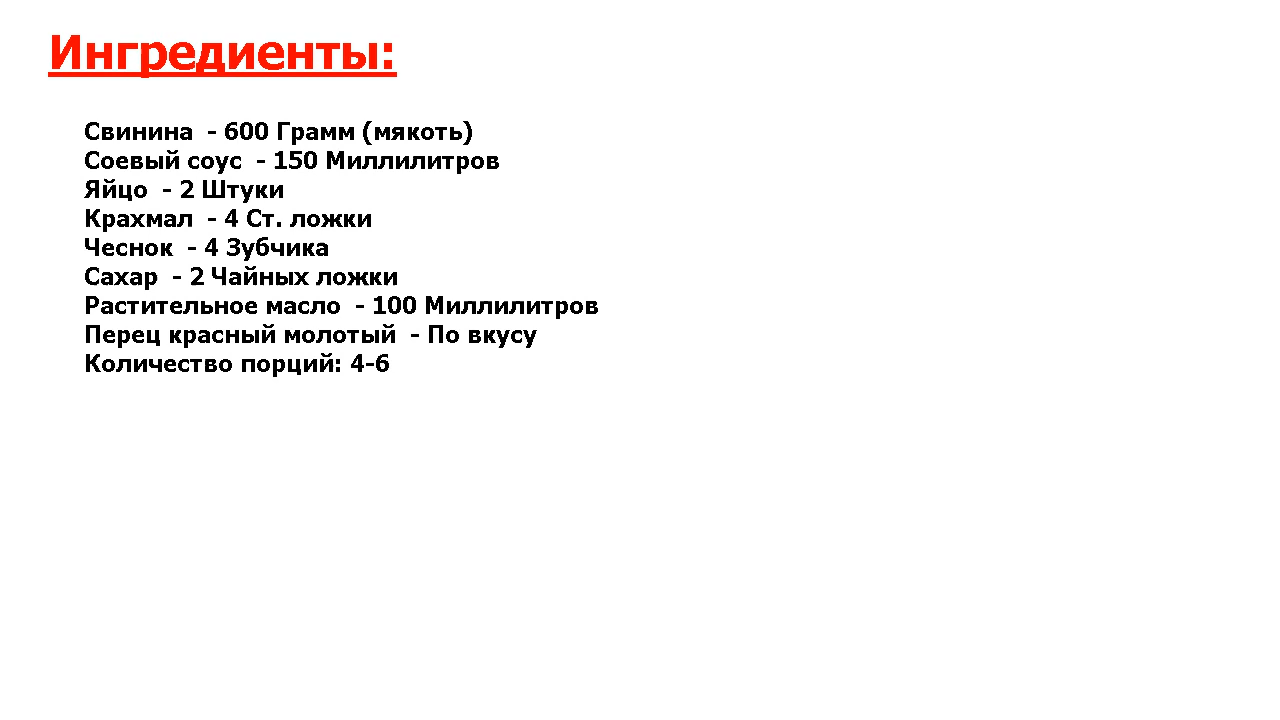 Ингредиенты:
Свинина  - 600 Грамм (мякоть)
Соевый соус  - 150 Миллилитров
Яйцо  - 2 Штуки
Крахмал  - 4 Ст. ложки
Чеснок  - 4 Зубчика
Сахар  - 2 Чайных ложки
Растительное масло  - 100 Миллилитров
Перец красный молотый  - По вкусу
Количество порций: 4-6